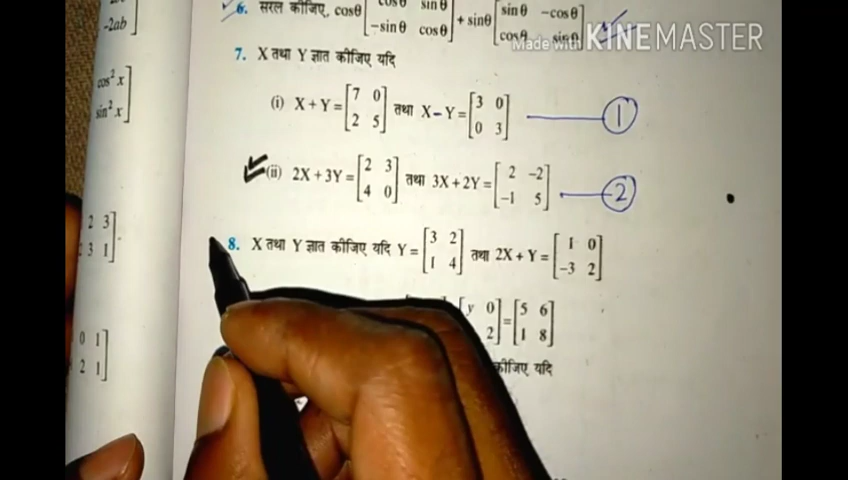 -2ab]
6. सरल कीजिए, cosθ [cosθ sinθ] + sinθ [sinθ -cosθ]
[-sinθ cosθ] [cosθ sinθ]
Made with KINEMASTER
cos² x]
sin² x]
7. X तथा Y ज्ञात कीजिए यदि
(i) X + Y = [7 0] तथा X - Y = [3 0] 1
[2 5] [0 3]
(ii) 2X + 3Y = [2 3] तथा 3X + 2Y = [2 -2] 2
[4 0] [-1 5]
2 3]
3 1]
8. X तथा Y ज्ञात कीजिए यदि Y = [3 2] तथा 2X + Y = [1 0]
[1 4] [-3 2]
[y 0] = [5 6]
2] [1 8]
0 1]
2 1]
कीजिए यदि